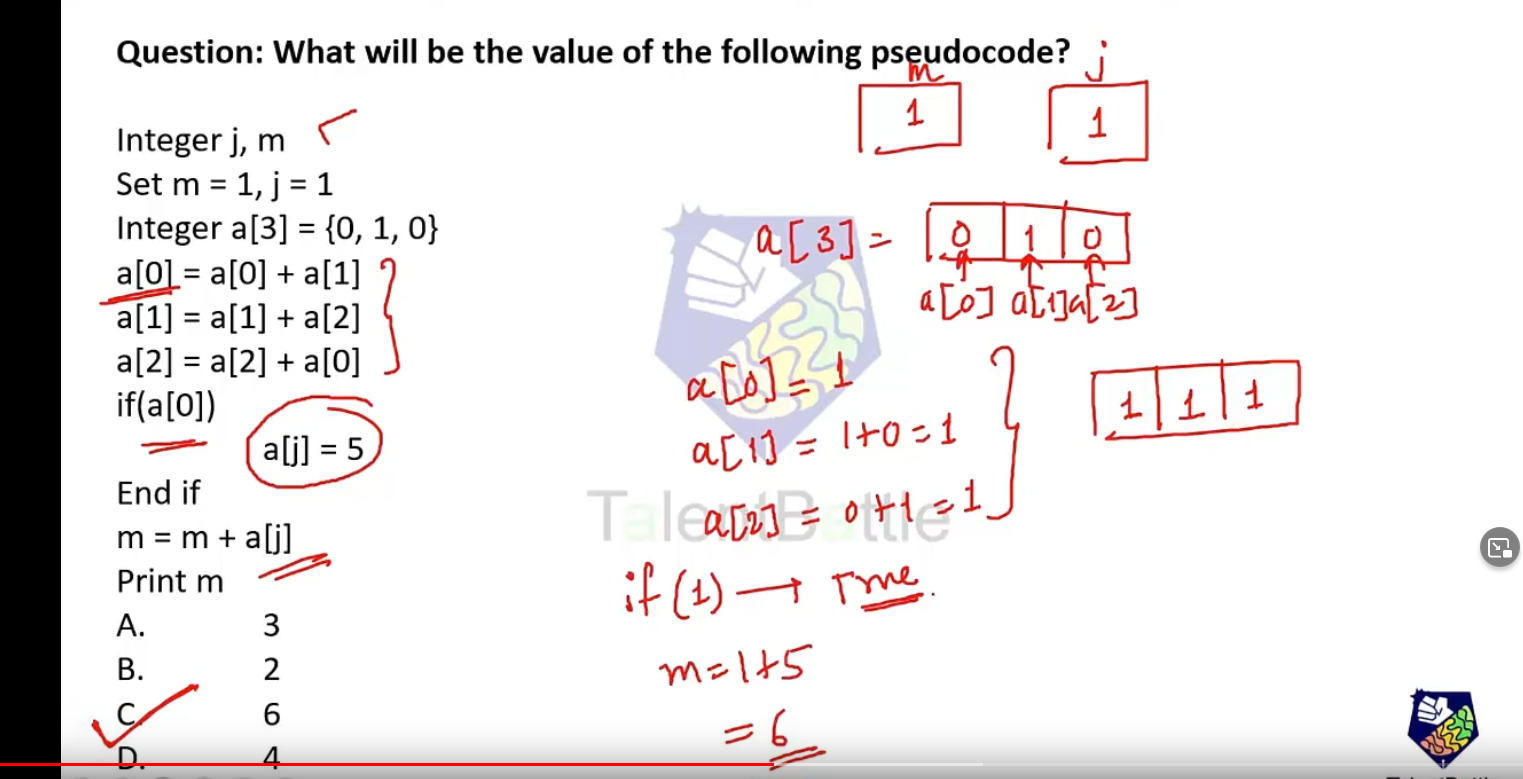 Question: What will be the value of the following pseudocode?
m
j
1
1
Integer j, m
Set m = 1, j = 1
Integer a[3] = {0, 1, 0}
a[3] = 0 1 0
a[0] = a[0] + a[1]
a[0] a[1] a[2]
a[1] = a[1] + a[2]
a[2] = a[2] + a[0]
a[0] = 1
1 1 1
if(a[0])
a[1] = 1+0 = 1
a[j] = 5
End if
a[2] = 0+1 = 1
TalentBattle
m = m + a[j]
Print m
if (1) → True.
A. 3
B. 2
m = 1+5
C. 6
= 6
D. 4